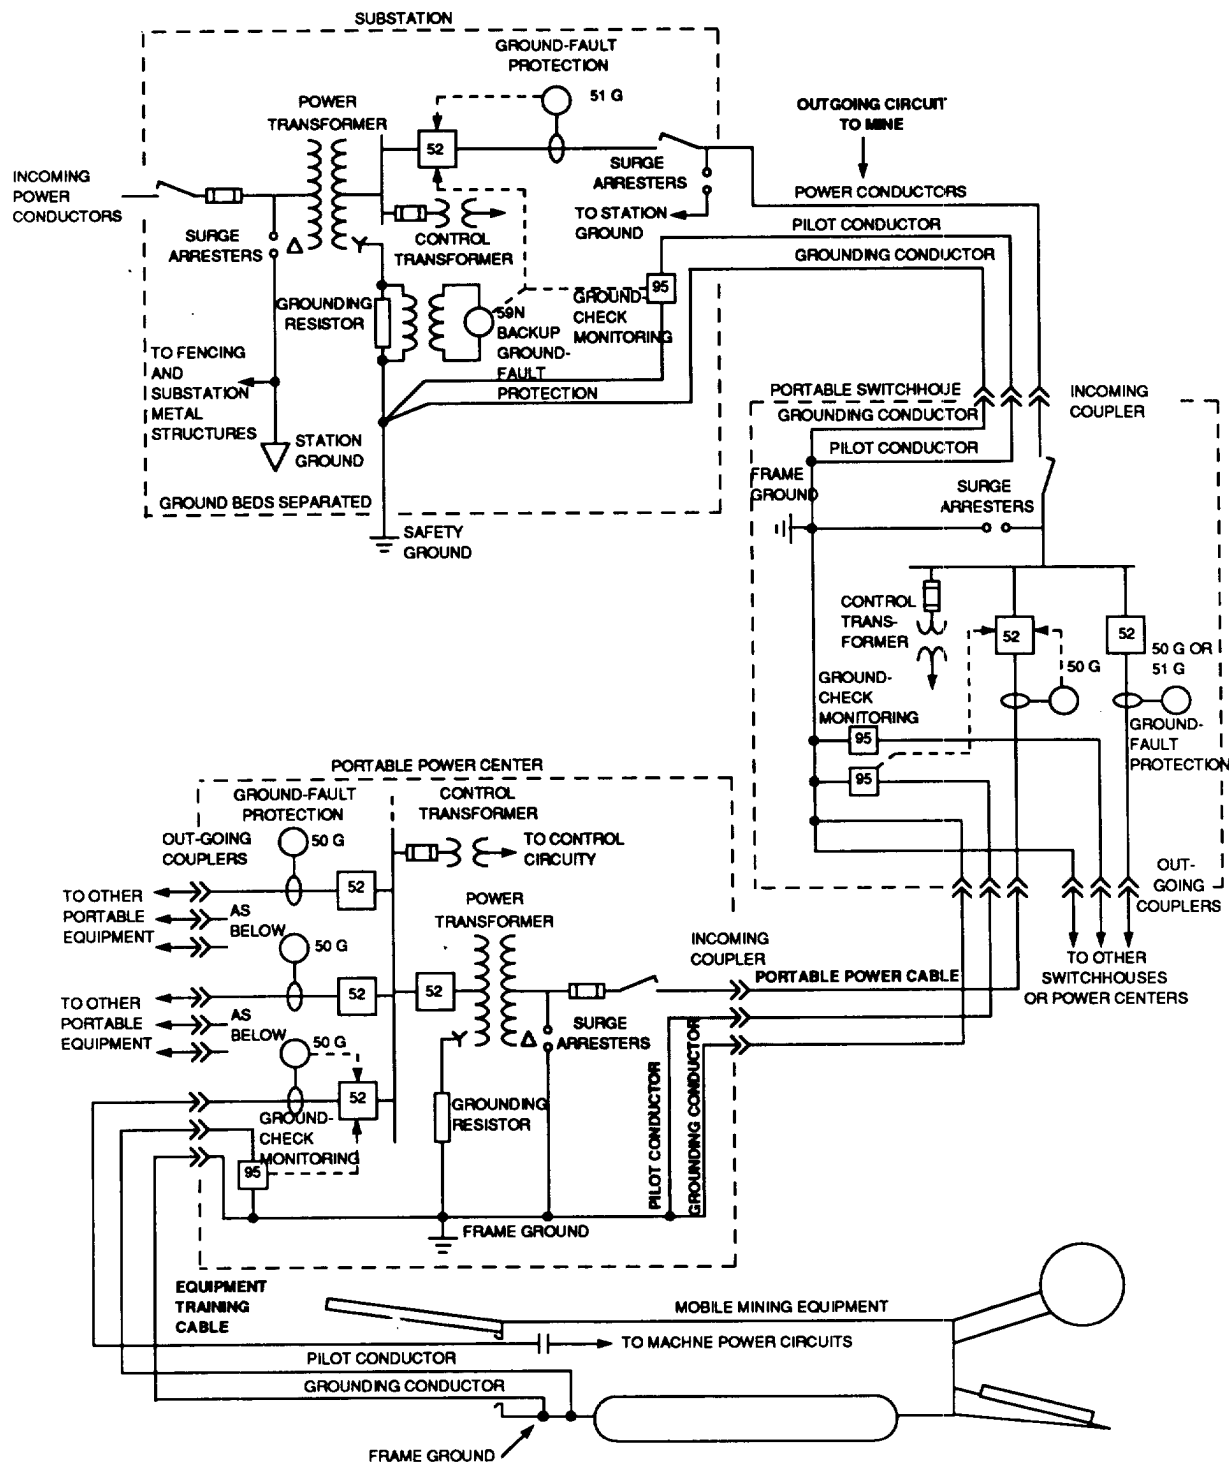 SUBSTATION
GROUND-FAULT
PROTECTION
51 G
POWER
TRANSFORMER
52
OUTGOING CIRCUIT
TO MINE
INCOMING
POWER
CONDUCTORS
SURGE
ARRESTERS
SURGE
ARRESTERS
TO STATION
GROUND
CONTROL
TRANSFORMER
POWER CONDUCTORS
PILOT CONDUCTOR
GROUNDING CONDUCTOR
95
GROUNDING
RESISTOR
59N
BACKUP
GROUND-
FAULT
PROTECTION
GROUND-
CHECK
MONITORING
TO FENCING
AND
SUBSTATION
METAL
STRUCTURES
STATION
GROUND
GROUND BEDS SEPARATED
SAFETY
GROUND
PORTABLE SWITCHHOUE
INCOMING
COUPLER
GROUNDING CONDUCTOR
PILOT CONDUCTOR
FRAME
GROUND
SURGE
ARRESTERS
CONTROL
TRANS-
FORMER
52
52
50 G
50 G OR
51 G
GROUND-
CHECK
MONITORING
95
95
GROUND-
FAULT
PROTECTION
OUT-
GOING
COUPLERS
TO OTHER
SWITCHHOUSES
OR POWER CENTERS
PORTABLE POWER CENTER
GROUND-FAULT
PROTECTION
CONTROL
TRANSFORMER
OUT-GOING
COUPLERS
50 G
TO CONTROL
CIRCUITY
52
TO OTHER
PORTABLE
EQUIPMENT
AS
BELOW
POWER
TRANSFORMER
50 G
INCOMING
COUPLER
PORTABLE POWER CABLE
52
52
TO OTHER
PORTABLE
EQUIPMENT
AS
BELOW
SURGE
ARRESTERS
50 G
52
GROUND-
CHECK
MONITORING
95
GROUNDING
RESISTOR
PILOT CONDUCTOR
GROUNDING CONDUCTOR
FRAME GROUND
EQUIPMENT
TRAINING
CABLE
MOBILE MINING EQUIPMENT
TO MACHNE POWER CIRCUITS
PILOT CONDUCTOR
GROUNDING CONDUCTOR
FRAME GROUND